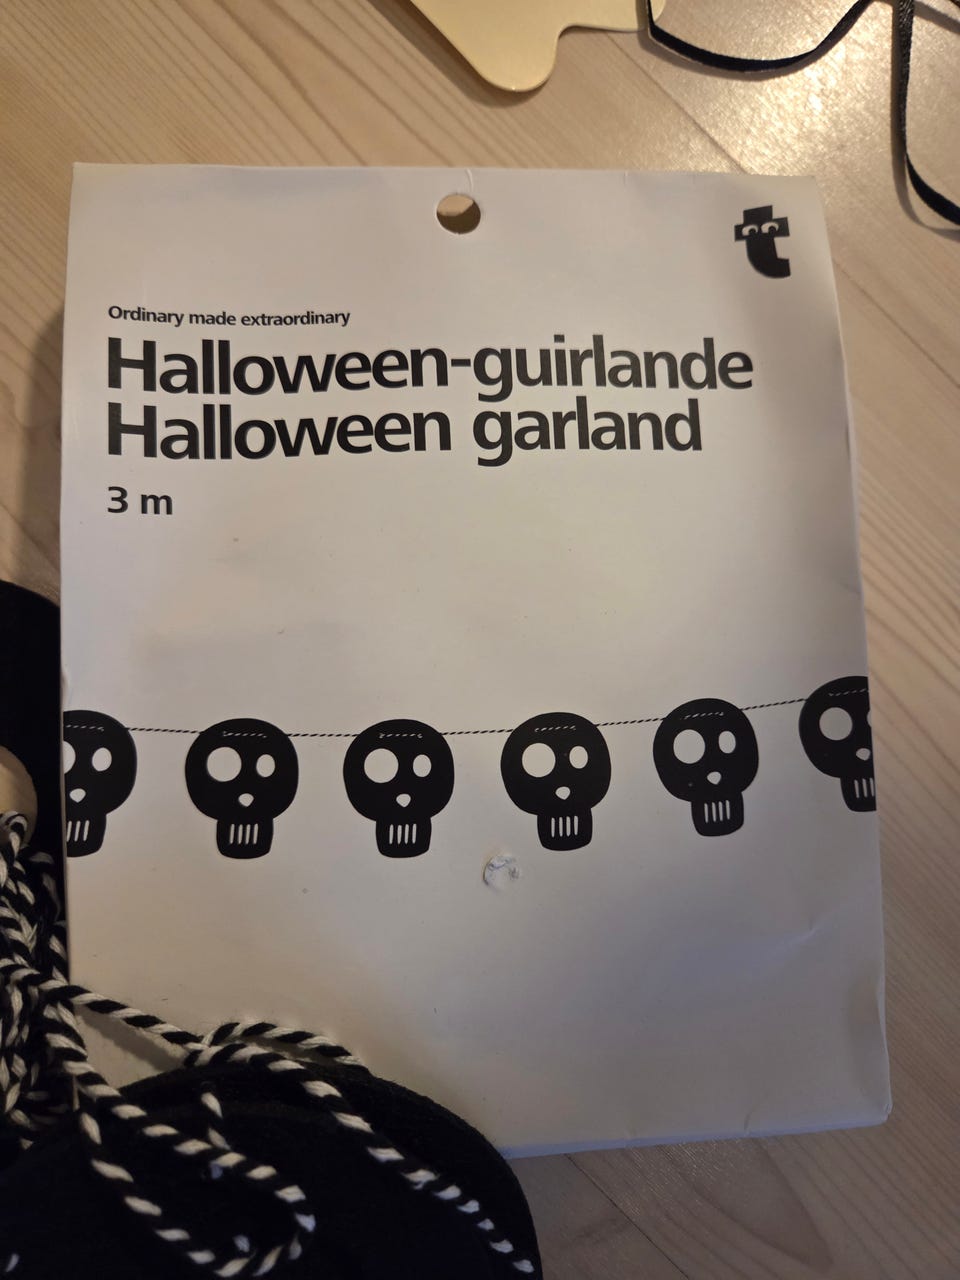 t
Ordinary made extraordinary
Halloween-guirlande
Halloween garland
3 m